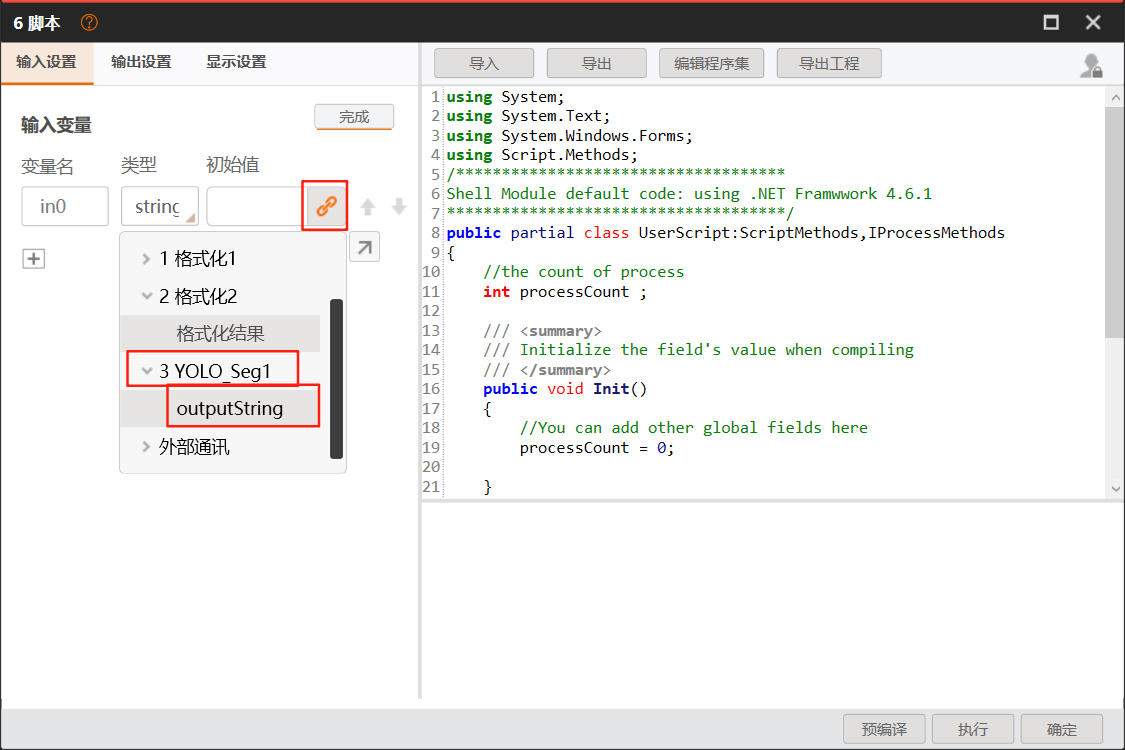 6 脚本
输入设置 输出设置 显示设置
输入变量 完成
变量名 类型 初始值
in0 string
1 格式化1
2 格式化2
格式化结果
3 YOLO_Seg1
outputString
外部通讯
导入 导出 编辑程序集 导出工程
1 using System;
2 using System.Text;
3 using System.Windows.Forms;
4 using Script.Methods;
5 /************************************
6 Shell Module default code: using .NET Framwwork 4.6.1
7 *************************************/
8 public partial class UserScript:ScriptMethods,IProcessMethods
9 {
10 //the count of process
11 int processCount ;
12
13 /// <summary>
14 /// Initialize the field's value when compiling
15 /// </summary>
16 public void Init()
17 {
18 //You can add other global fields here
19 processCount = 0;
20
21 }
预编译 执行 确定